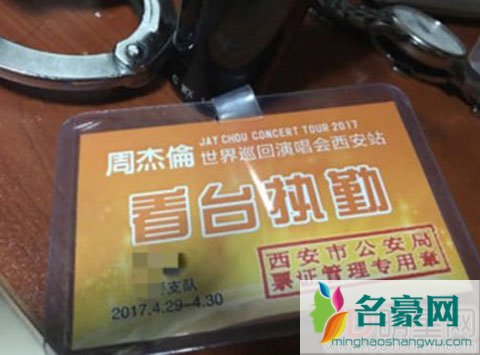 JAY CHOU CONCERT TOUR 2017
周杰倫 世界巡回演唱会西安站
看台执勤
西安市公安局
票证管理专用章
支队
2017.4.29-4.30
名豪网
minghaoshangwu.com